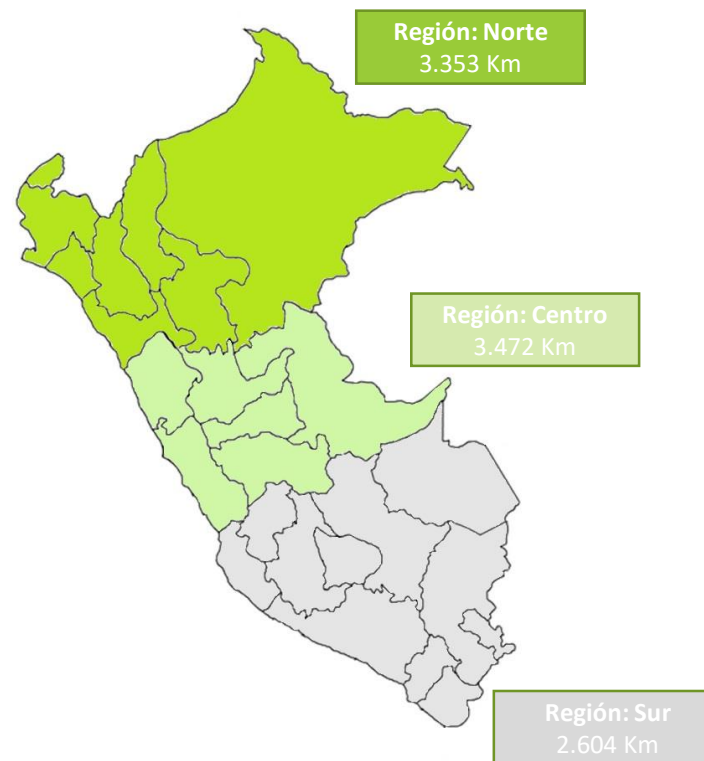 Región: Norte
3.353 Km
Región: Centro
3.472 Km
Región: Sur
2.604 Km